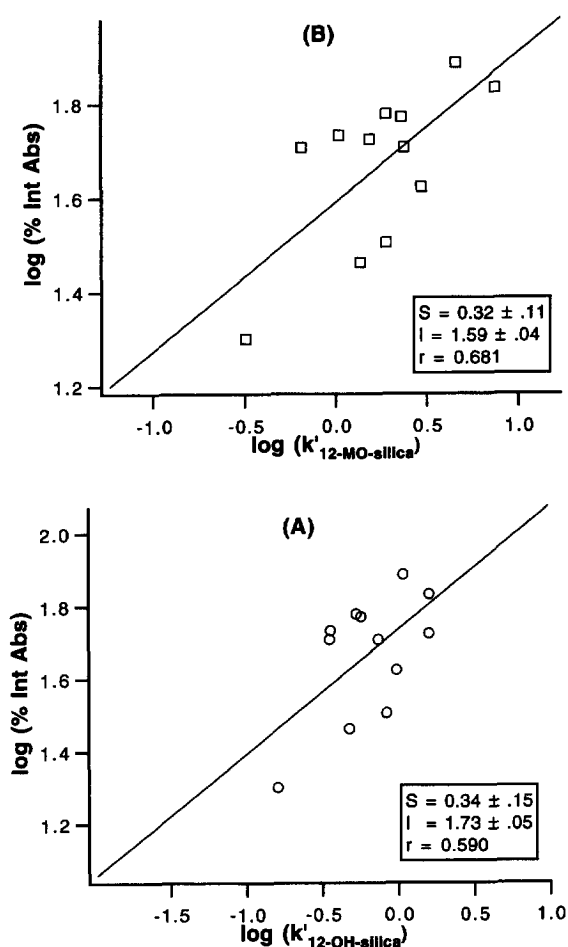 (B)
log (% Int Abs)
1.8
1.6
1.4
1.2
S = 0.32 ± .11
I = 1.59 ± .04
r = 0.681
-1.0 -0.5 0.0 0.5 1.0
log (k'12-MO-silica)
(A)
log (% Int Abs)
2.0
1.8
1.6
1.4
1.2
S = 0.34 ± .15
I = 1.73 ± .05
r = 0.590
-1.5 -1.0 -0.5 0.0 0.5 1.0
log (k'12-OH-silica)